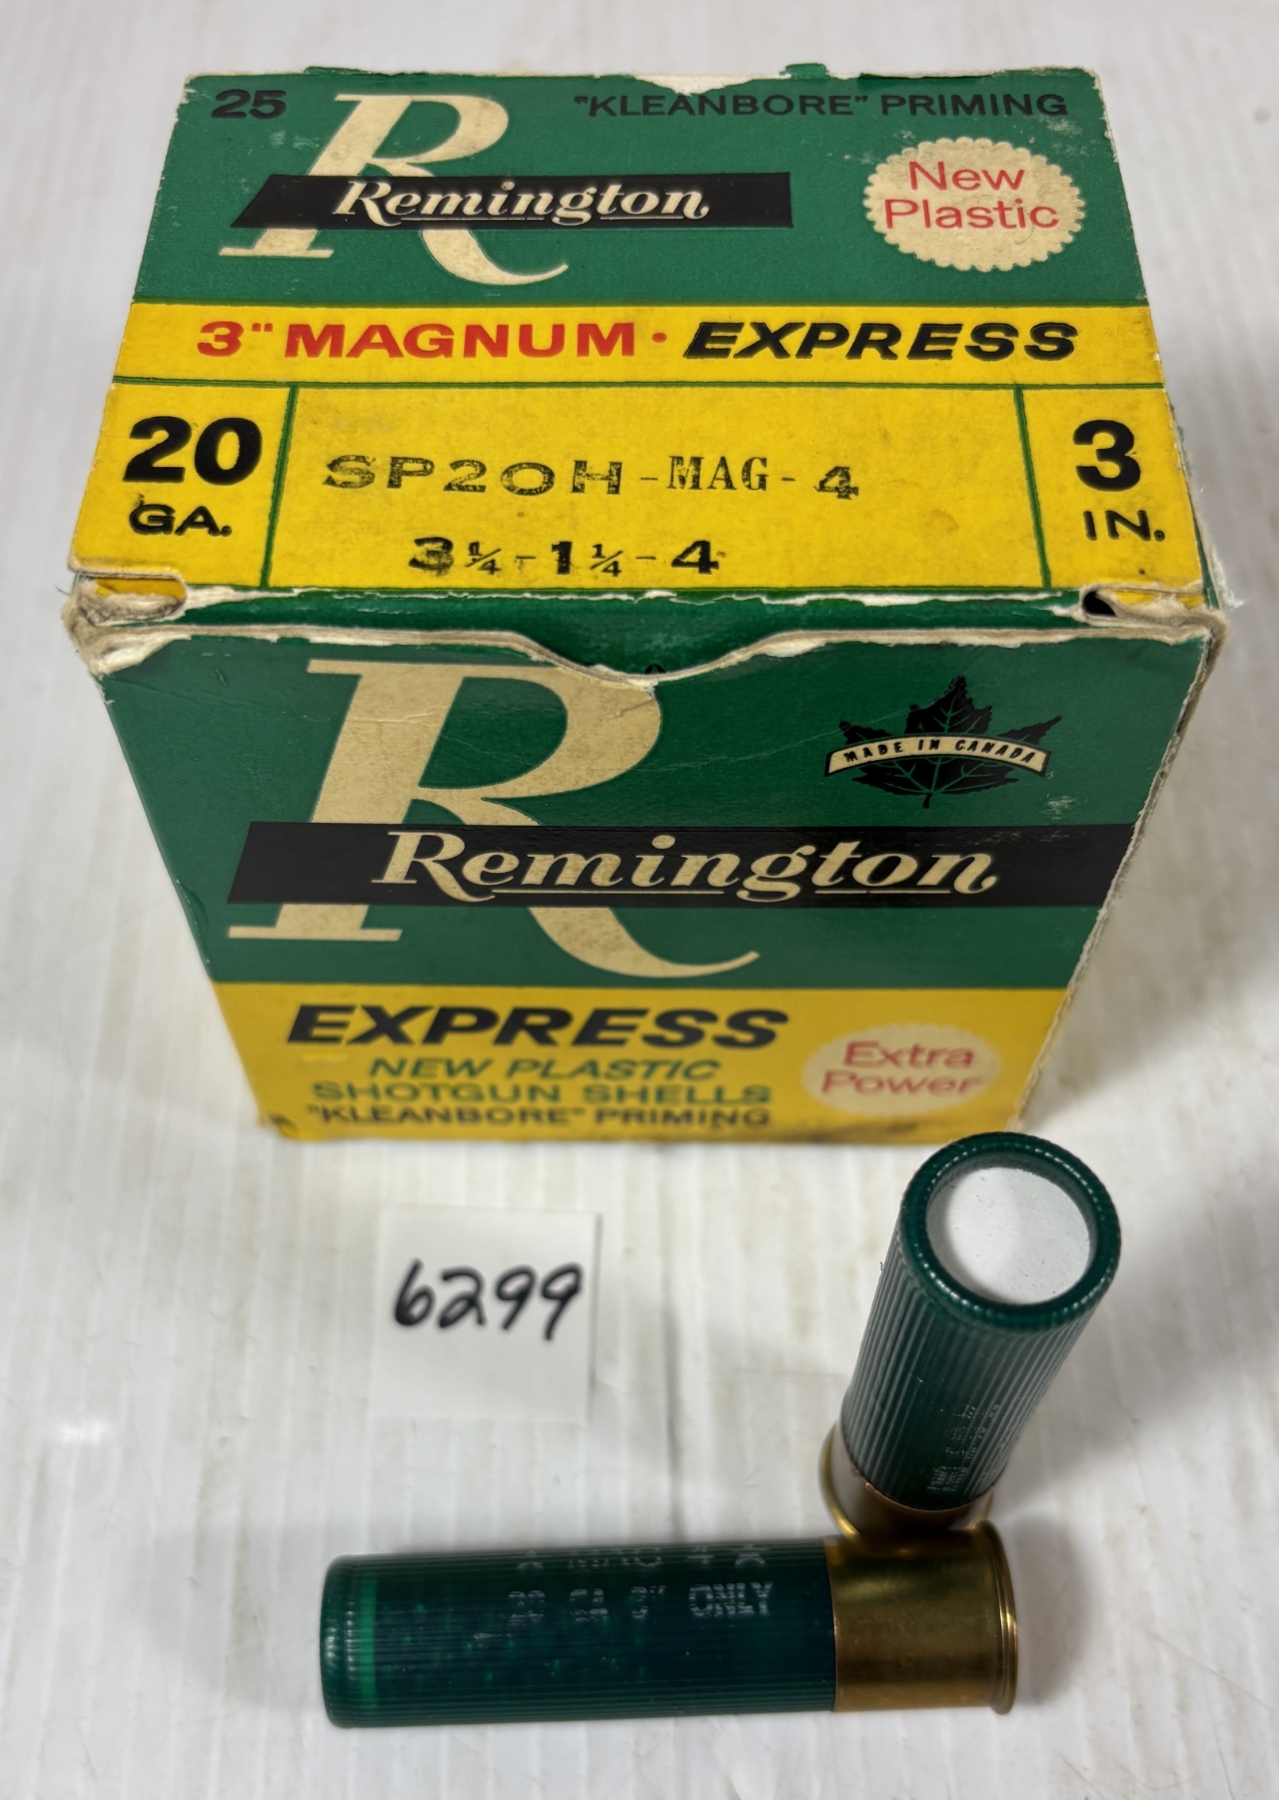 25
"KLEANBORE" PRIMING
R
Remington
New
Plastic
3" MAGNUM · EXPRESS
20
GA.
SP20H-MAG-4
3¼-1¼-4
3
IN.
R
MADE IN CANADA
Remington
EXPRESS
NEW PLASTIC
SHOTGUN SHELLS
"KLEANBORE" PRIMING
Extra
Power
6299
X MAG 4 X
20 GA 3" ONLY